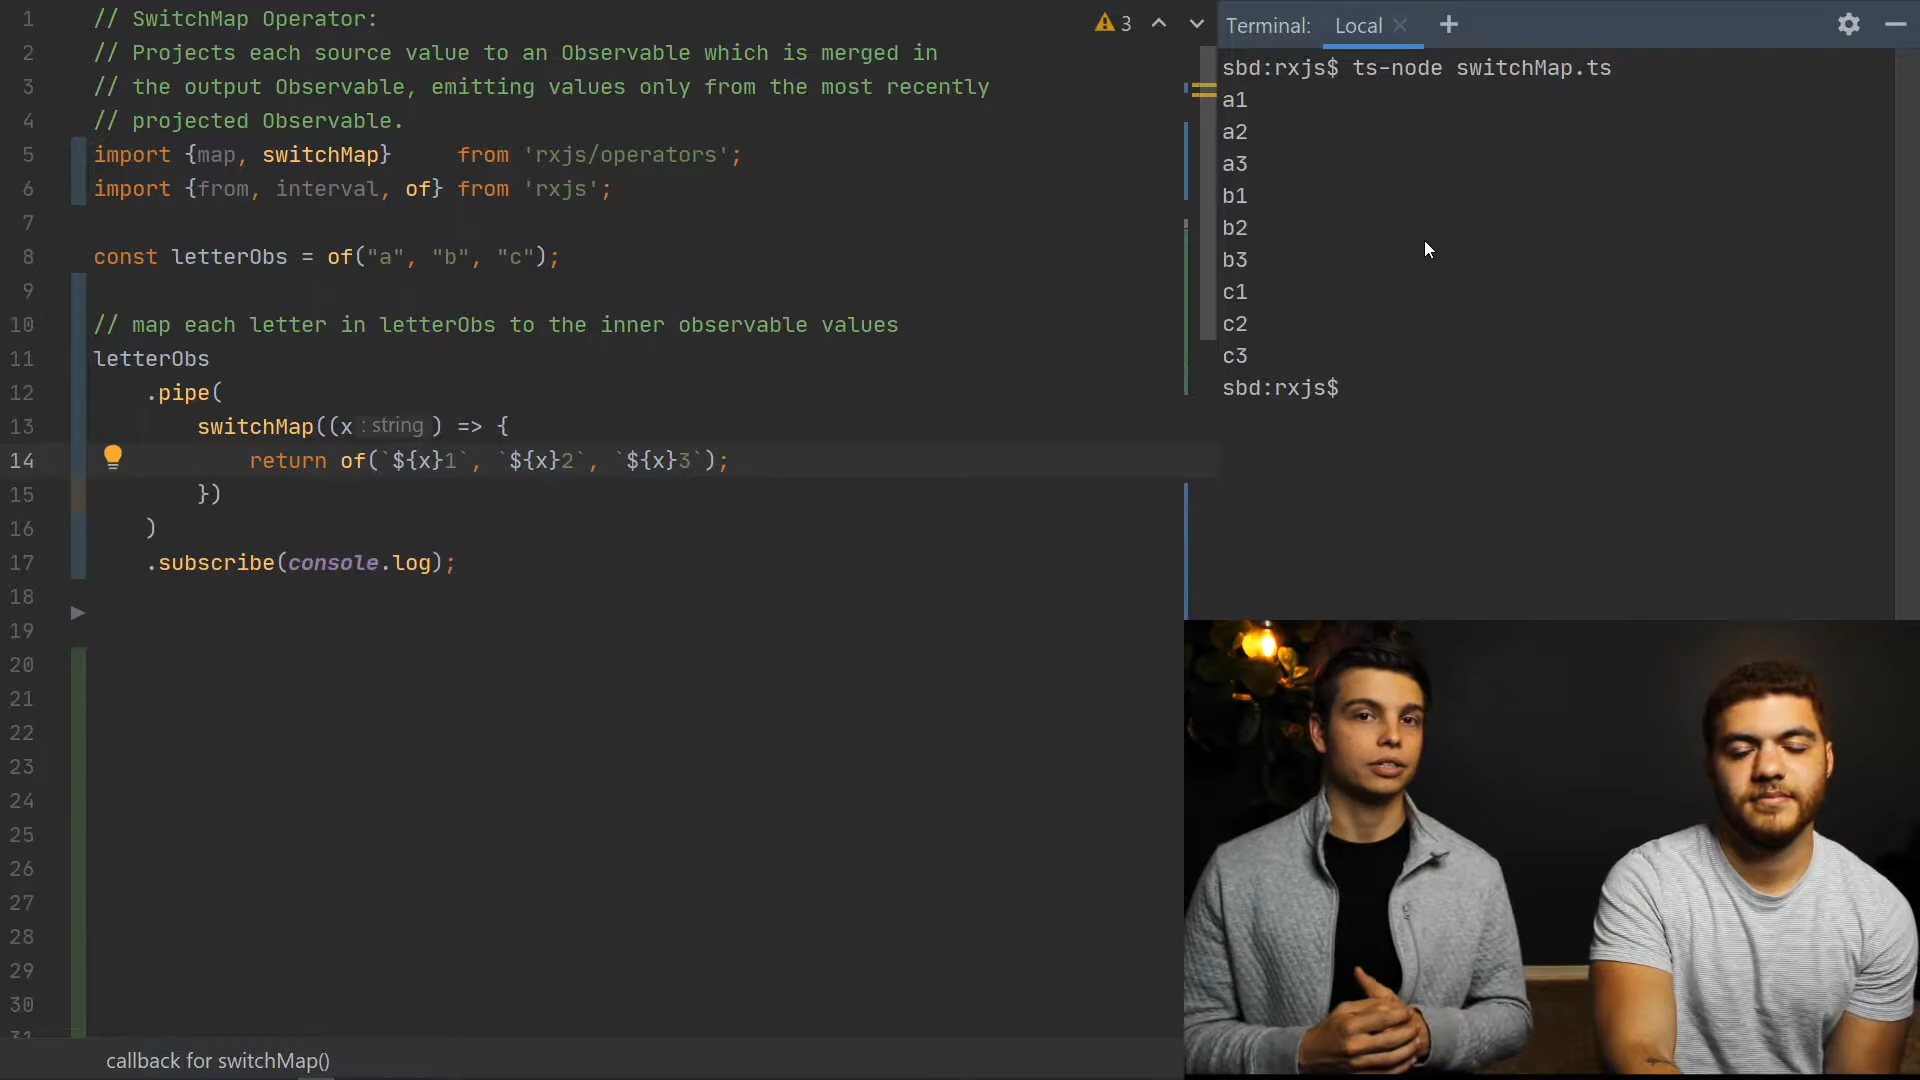 1 // SwitchMap Operator:
2 // Projects each source value to an Observable which is merged in
3 // the output Observable, emitting values only from the most recently
4 // projected Observable.
5 import {map, switchMap} from 'rxjs/operators';
6 import {from, interval, of} from 'rxjs';
7
8 const letterObs = of("a", "b", "c");
9
10 // map each letter in letterObs to the inner observable values
11 letterObs
12 .pipe(
13 switchMap((x : string ) => {
14 return of(`${x}1`, `${x}2`, `${x}3`);
15 })
16 )
17 .subscribe(console.log);
18
19
20
21
22
23
24
25
26
27
28
29
30
31
callback for switchMap()
3
Terminal: Local
sbd:rxjs$ ts-node switchMap.ts
a1
a2
a3
b1
b2
b3
c1
c2
c3
sbd:rxjs$